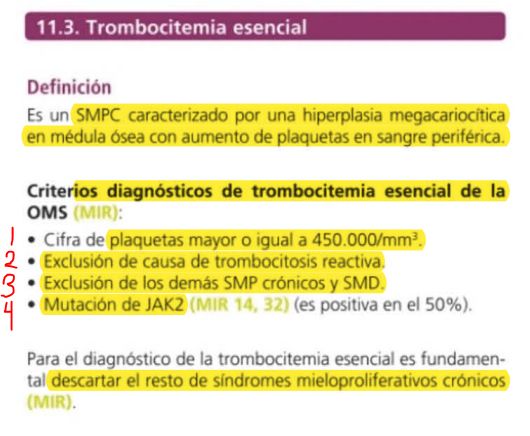 11.3. Trombocitemia esencial
Definición
Es un SMPC caracterizado por una hiperplasia megacariocítica
en médula ósea con aumento de plaquetas en sangre periférica.
Criterios diagnósticos de trombocitemia esencial de la
OMS (MIR):
1 • Cifra de plaquetas mayor o igual a 450.000/mm³.
2 • Exclusión de causa de trombocitosis reactiva.
3 • Exclusión de los demás SMP crónicos y SMD.
4 • Mutación de JAK2 (MIR 14, 32) (es positiva en el 50%).
Para el diagnóstico de la trombocitemia esencial es fundamen-
tal descartar el resto de síndromes mieloproliferativos crónicos
(MIR).